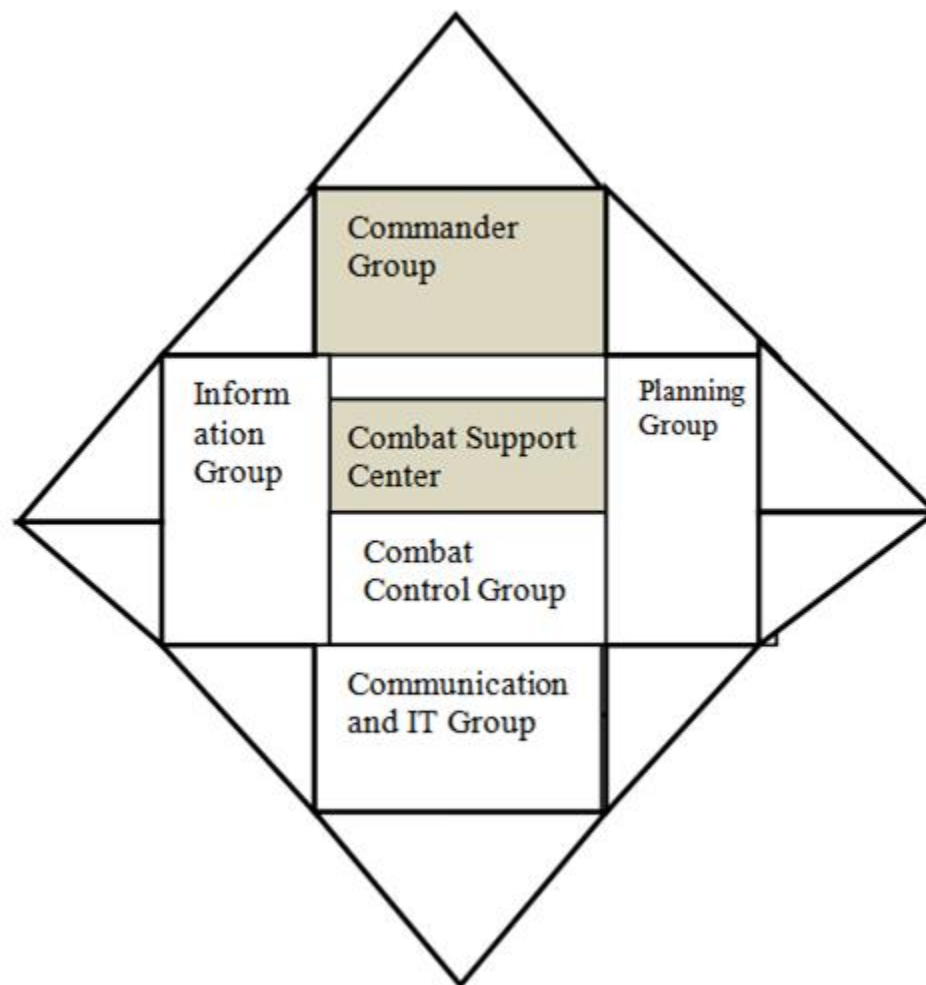 Commander
Group
Inform
ation
Group
Planning
Group
Combat Support
Center
Combat
Control Group
Communication
and IT Group